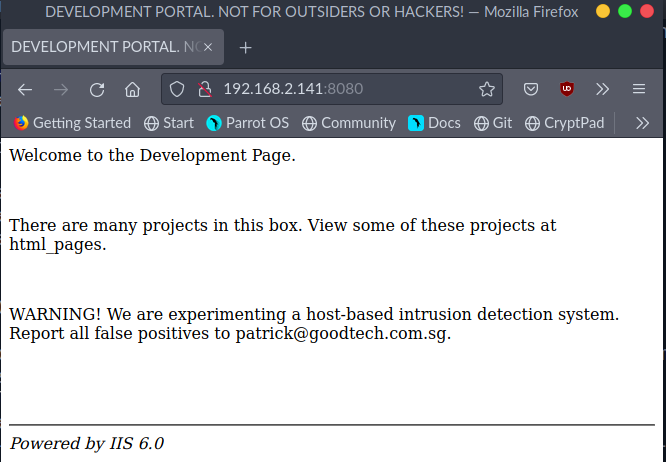 DEVELOPMENT PORTAL. NOT FOR OUTSIDERS OR HACKERS! — Mozilla Firefox
DEVELOPMENT PORTAL. NO
192.168.2.141:8080
Getting Started Start Parrot OS Community Docs Git CryptPad
Welcome to the Development Page.
There are many projects in this box. View some of these projects at
html_pages.
WARNING! We are experimenting a host-based intrusion detection system.
Report all false positives to patrick@goodtech.com.sg.
Powered by IIS 6.0